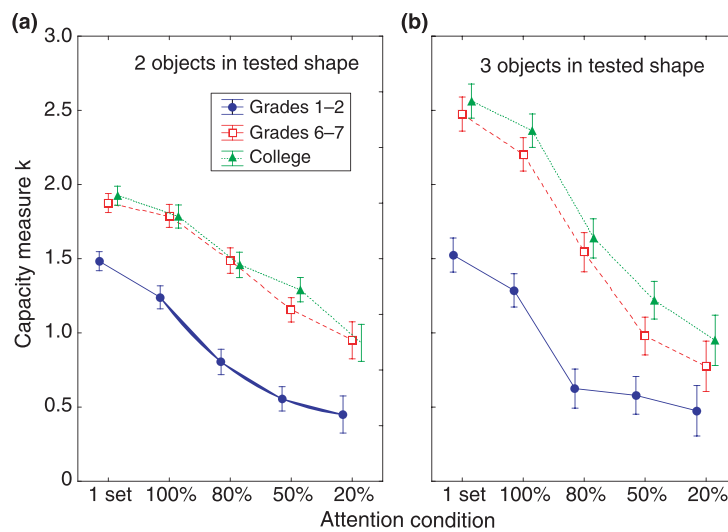 (a)
(b)
3.0
2.5
2.0
1.5
1.0
0.5
0
Capacity measure k
2 objects in tested shape
3 objects in tested shape
Grades 1–2
Grades 6–7
College
1 set 100% 80% 50% 20%
1 set 100% 80% 50% 20%
Attention condition